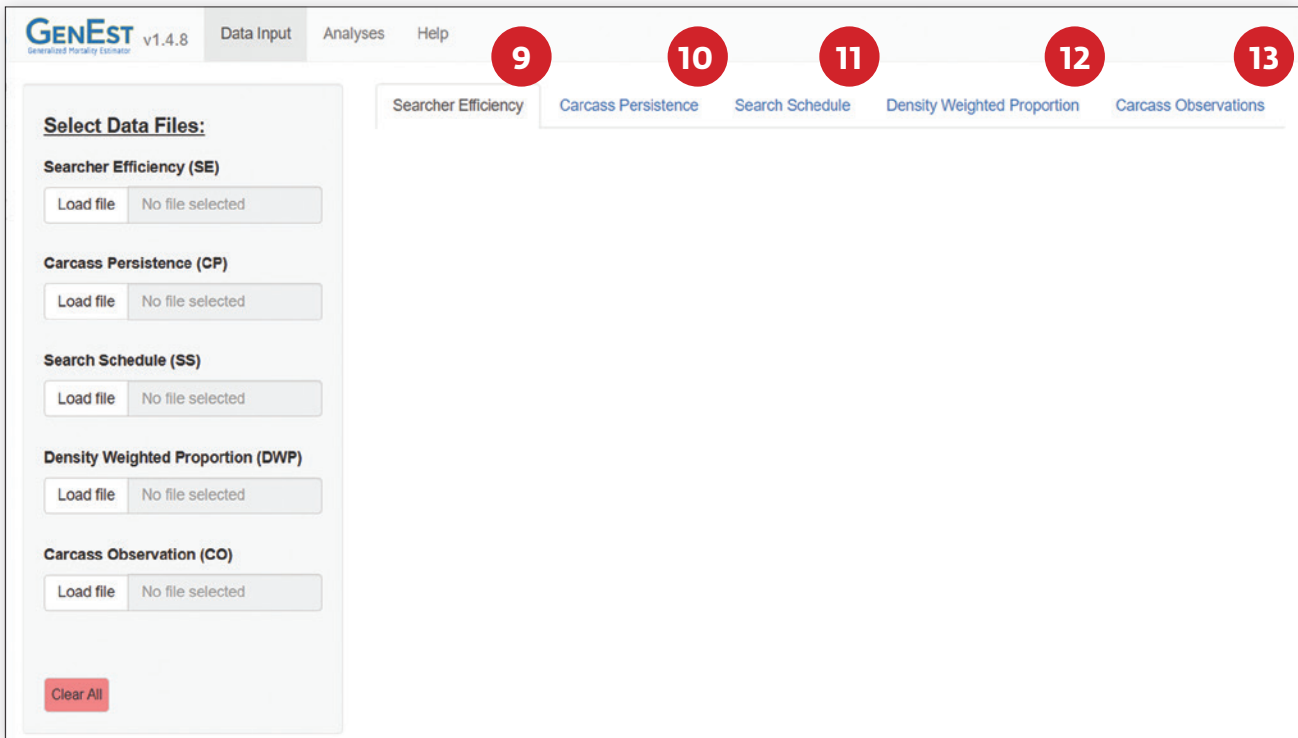 GENEST v1.4.8 Data Input Analyses Help
Generalized Mortality Estimator
9 10 11 12 13
Searcher Efficiency Carcass Persistence Search Schedule Density Weighted Proportion Carcass Observations
Select Data Files:
Searcher Efficiency (SE)
Load file No file selected
Carcass Persistence (CP)
Load file No file selected
Search Schedule (SS)
Load file No file selected
Density Weighted Proportion (DWP)
Load file No file selected
Carcass Observation (CO)
Load file No file selected
Clear All